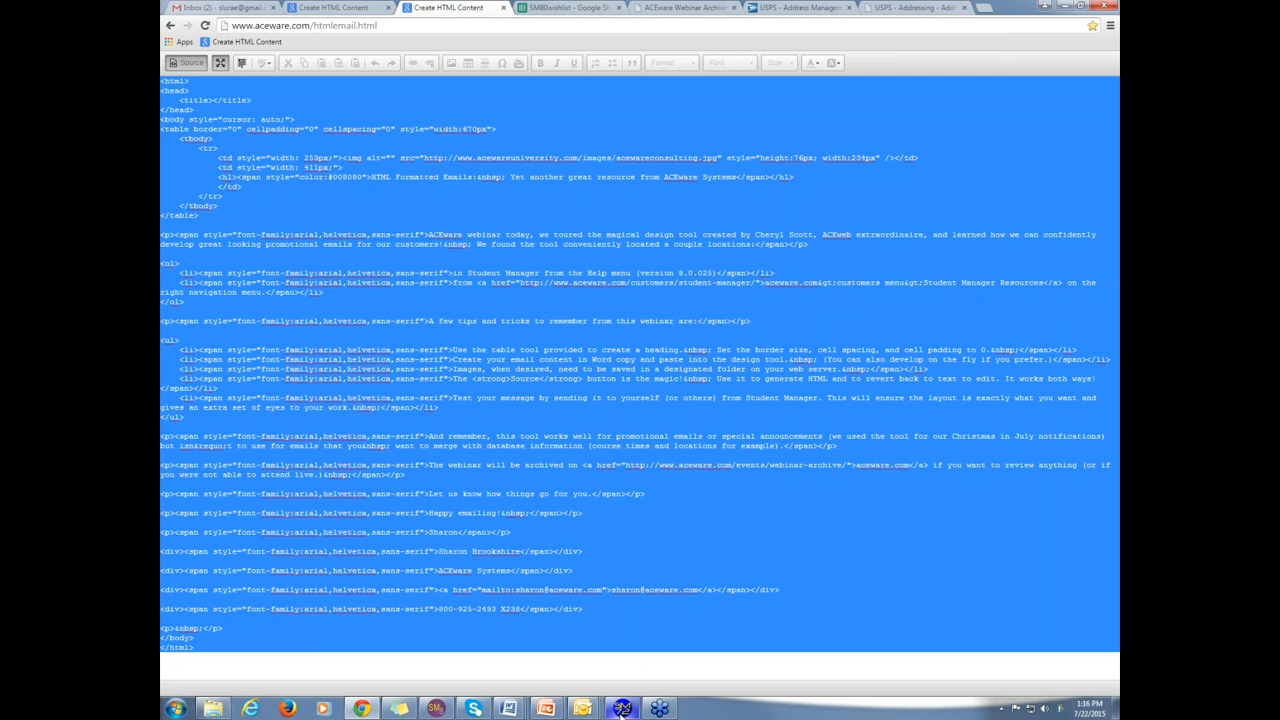 Inbox (2) - slurae@gmail.c
Create HTML Content
Create HTML Content
SM80wishlist - Google Sh
ACEware Webinar Archive
USPS - Address Managem
USPS - Addressing - Addr
www.aceware.com/htmlemail.html
Apps
Create HTML Content
Source
B I U
Format
Font
Size
<html>
<head>
<title></title>
</head>
<body style="cursor: auto;">
<table border="0" cellpadding="0" cellspacing="0" style="width:670px">
<tbody>
<tr>
<td style="width: 253px;"><img alt="" src="http://www.acewareuniversity.com/images/acewareconsulting.jpg" style="height:76px; width:234px" /></td>
<td style="width: 411px;">
<h1><span style="color:#008080">HTML Formatted Emails:&nbsp; Yet another great resource from ACEware Systems</span></h1>
</td>
</tr>
</tbody>
</table>
<p><span style="font-family:arial,helvetica,sans-serif">ACEware webinar today, we toured the magical design tool created by Cheryl Scott, ACEweb extraordinaire, and learned how we can confidently
develop great looking promotional emails for our customers!&nbsp; We found the tool conveniently located a couple locations:</span></p>
<ol>
<li><span style="font-family:arial,helvetica,sans-serif">in Student Manager from the Help menu (version 8.0.025)</span></li>
<li><span style="font-family:arial,helvetica,sans-serif">from <a href="http://www.aceware.com/customers/student-manager/">aceware.com&gt;customers menu&gt;Student Manager Resources</a> on the
right navigation menu.</span></li>
</ol>
<p><span style="font-family:arial,helvetica,sans-serif">A few tips and tricks to remember from this webinar are:</span></p>
<ul>
<li><span style="font-family:arial,helvetica,sans-serif">Use the table tool provided to create a heading.&nbsp; Set the border size, cell spacing, and cell padding to 0.&nbsp;</span></li>
<li><span style="font-family:arial,helvetica,sans-serif">Create your email content in Word copy and paste into the design tool.&nbsp; (You can also develop on the fly if you prefer.)</span></li>
<li><span style="font-family:arial,helvetica,sans-serif">Images, when desired, need to be saved in a designated folder on your web server.&nbsp;</span></li>
<li><span style="font-family:arial,helvetica,sans-serif">The <strong>Source</strong> button is the magic!&nbsp; Use it to generate HTML and to revert back to text to edit. It works both ways!
</span></li>
<li><span style="font-family:arial,helvetica,sans-serif">Test your message by sending it to yourself (or others) from Student Manager. This will ensure the layout is exactly what you want and
gives an extra set of eyes to your work.&nbsp;</span></li>
</ul>
<p><span style="font-family:arial,helvetica,sans-serif">And remember, this tool works well for promotional emails or special announcements (we used the tool for our Christmas in July notifications)
but isn&rsquo;t to use for emails that you&nbsp; want to merge with database information (course times and locations for example).</span></p>
<p><span style="font-family:arial,helvetica,sans-serif">The webinar will be archived on <a href="http://www.aceware.com/events/webinar-archive/">aceware.com</a> if you want to review anything (or if
you were not able to attend live.)&nbsp;</span></p>
<p><span style="font-family:arial,helvetica,sans-serif">Let us know how things go for you.</span></p>
<p><span style="font-family:arial,helvetica,sans-serif">Happy emailing!&nbsp;</span></p>
<p><span style="font-family:arial,helvetica,sans-serif">Sharon</span></p>
<div><span style="font-family:arial,helvetica,sans-serif">Sharon Brookshire</span></div>
<div><span style="font-family:arial,helvetica,sans-serif">ACEware Systems</span></div>
<div><span style="font-family:arial,helvetica,sans-serif"><a href="mailto:sharon@aceware.com">sharon@aceware.com</a></span></div>
<div><span style="font-family:arial,helvetica,sans-serif">800-925-2493 X238</span></div>
<p>&nbsp;</p>
</body>
</html>
1:16 PM
7/22/2015